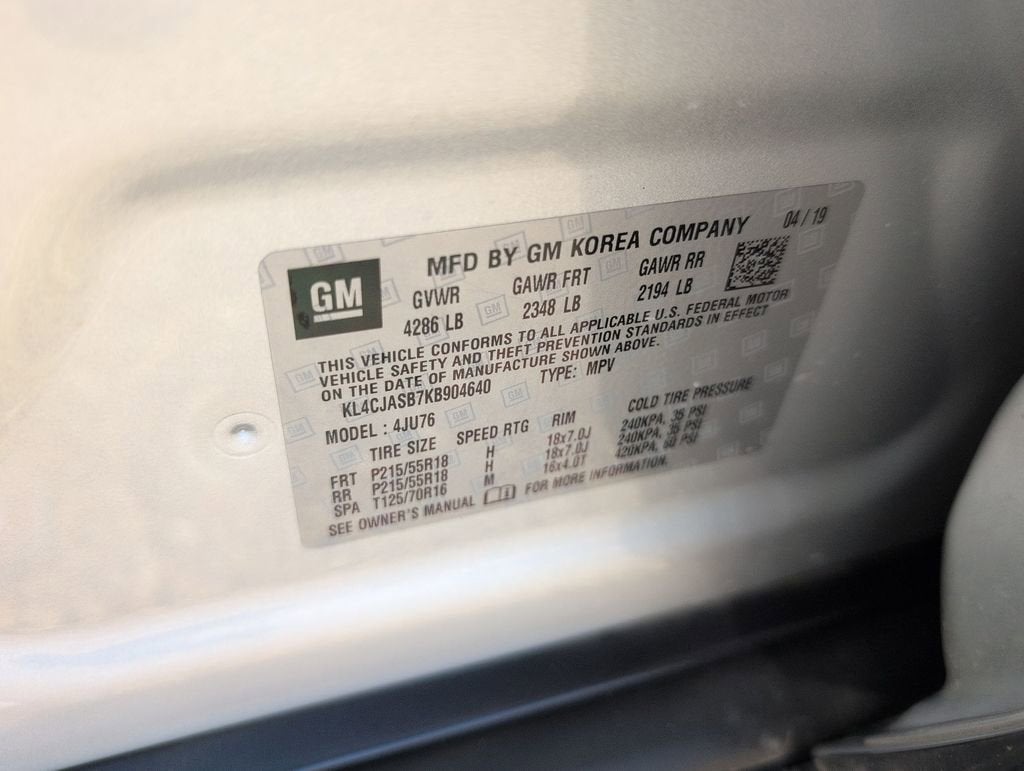 MFD BY GM KOREA COMPANY 04 / 19
GM
GVWR GAWR FRT GAWR RR
4286 LB 2348 LB 2194 LB
THIS VEHICLE CONFORMS TO ALL APPLICABLE U.S. FEDERAL MOTOR
VEHICLE SAFETY AND THEFT PREVENTION STANDARDS IN EFFECT
ON THE DATE OF MANUFACTURE SHOWN ABOVE.
KL4CJASB7KB904640 TYPE: MPV
MODEL : 4JU76
TIRE SIZE SPEED RTG RIM COLD TIRE PRESSURE
FRT P215/55R18 H 18x7.0J 240KPA, 35 PSI
RR P215/55R18 H 18x7.0J 240KPA, 35 PSI
SPA T125/70R16 M 16x4.0T 420KPA, 60 PSI
SEE OWNER'S MANUAL FOR MORE INFORMATION.